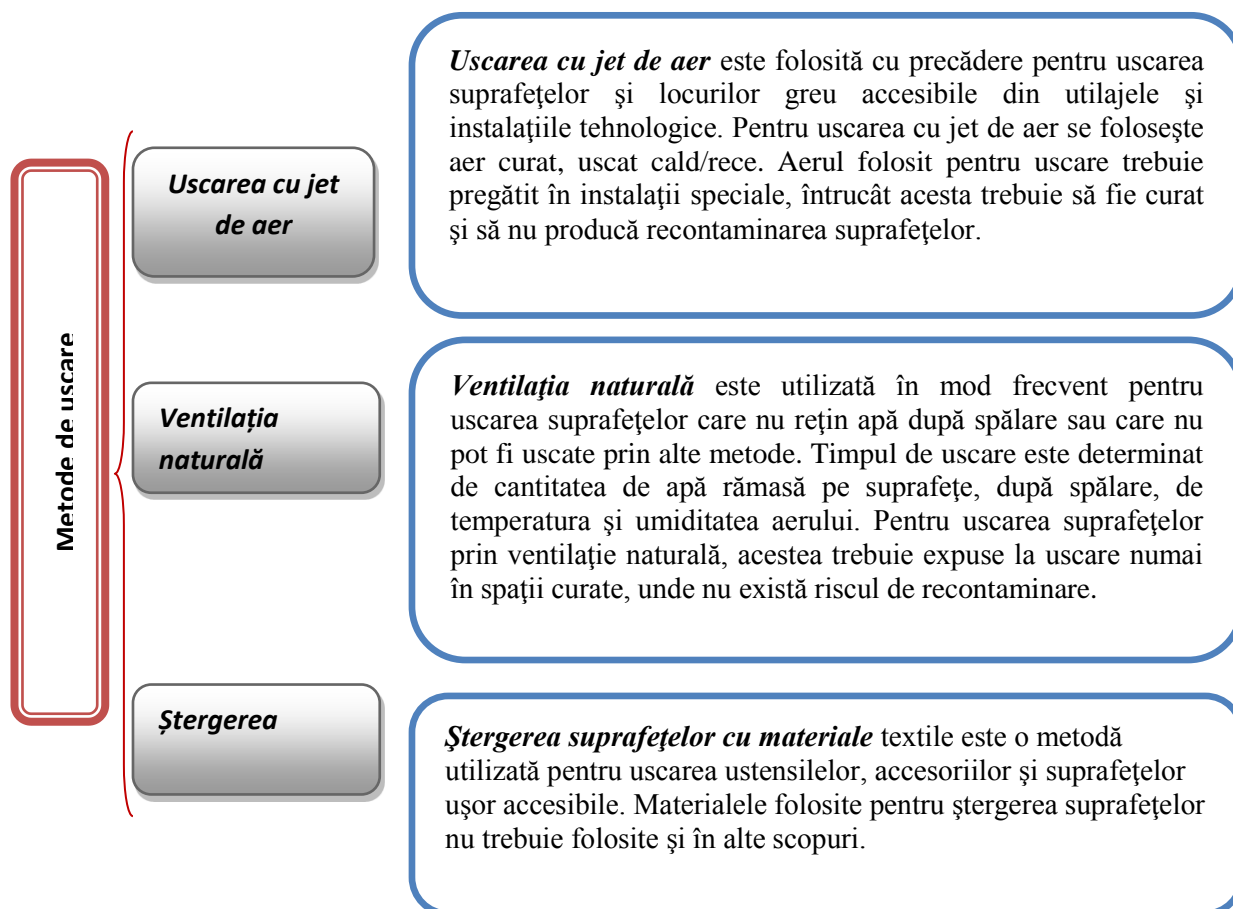 Metode de uscare
Uscarea cu jet
de aer
Uscarea cu jet de aer este folosită cu precădere pentru uscarea
suprafeţelor şi locurilor greu accesibile din utilajele şi
instalaţiile tehnologice. Pentru uscarea cu jet de aer se foloseşte
aer curat, uscat cald/rece. Aerul folosit pentru uscare trebuie
pregătit în instalaţii speciale, întrucât acesta trebuie să fie curat
şi să nu producă recontaminarea suprafeţelor.
Ventilația
naturală
Ventilaţia naturală este utilizată în mod frecvent pentru
uscarea suprafeţelor care nu reţin apă după spălare sau care nu
pot fi uscate prin alte metode. Timpul de uscare este determinat
de cantitatea de apă rămasă pe suprafeţe, după spălare, de
temperatura şi umiditatea aerului. Pentru uscarea suprafeţelor
prin ventilaţie naturală, acestea trebuie expuse la uscare numai
în spaţii curate, unde nu există riscul de recontaminare.
Ștergerea
Ştergerea suprafeţelor cu materiale textile este o metodă
utilizată pentru uscarea ustensilelor, accesoriilor şi suprafeţelor
uşor accesibile. Materialele folosite pentru ştergerea suprafeţelor
nu trebuie folosite şi în alte scopuri.